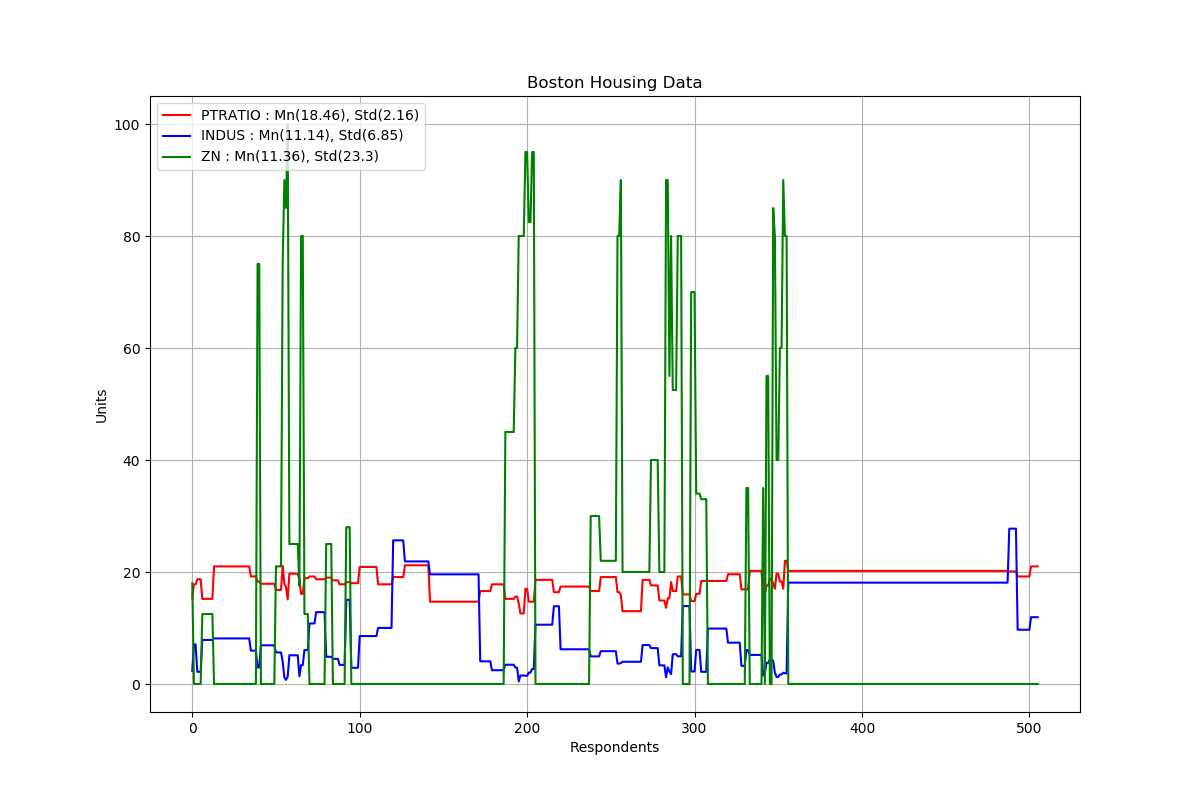 Boston Housing Data
PTRATIO : Mn(18.46), Std(2.16)
INDUS : Mn(11.14), Std(6.85)
ZN : Mn(11.36), Std(23.3)
100
80
60
40
20
0
Units
0 100 200 300 400 500
Respondents